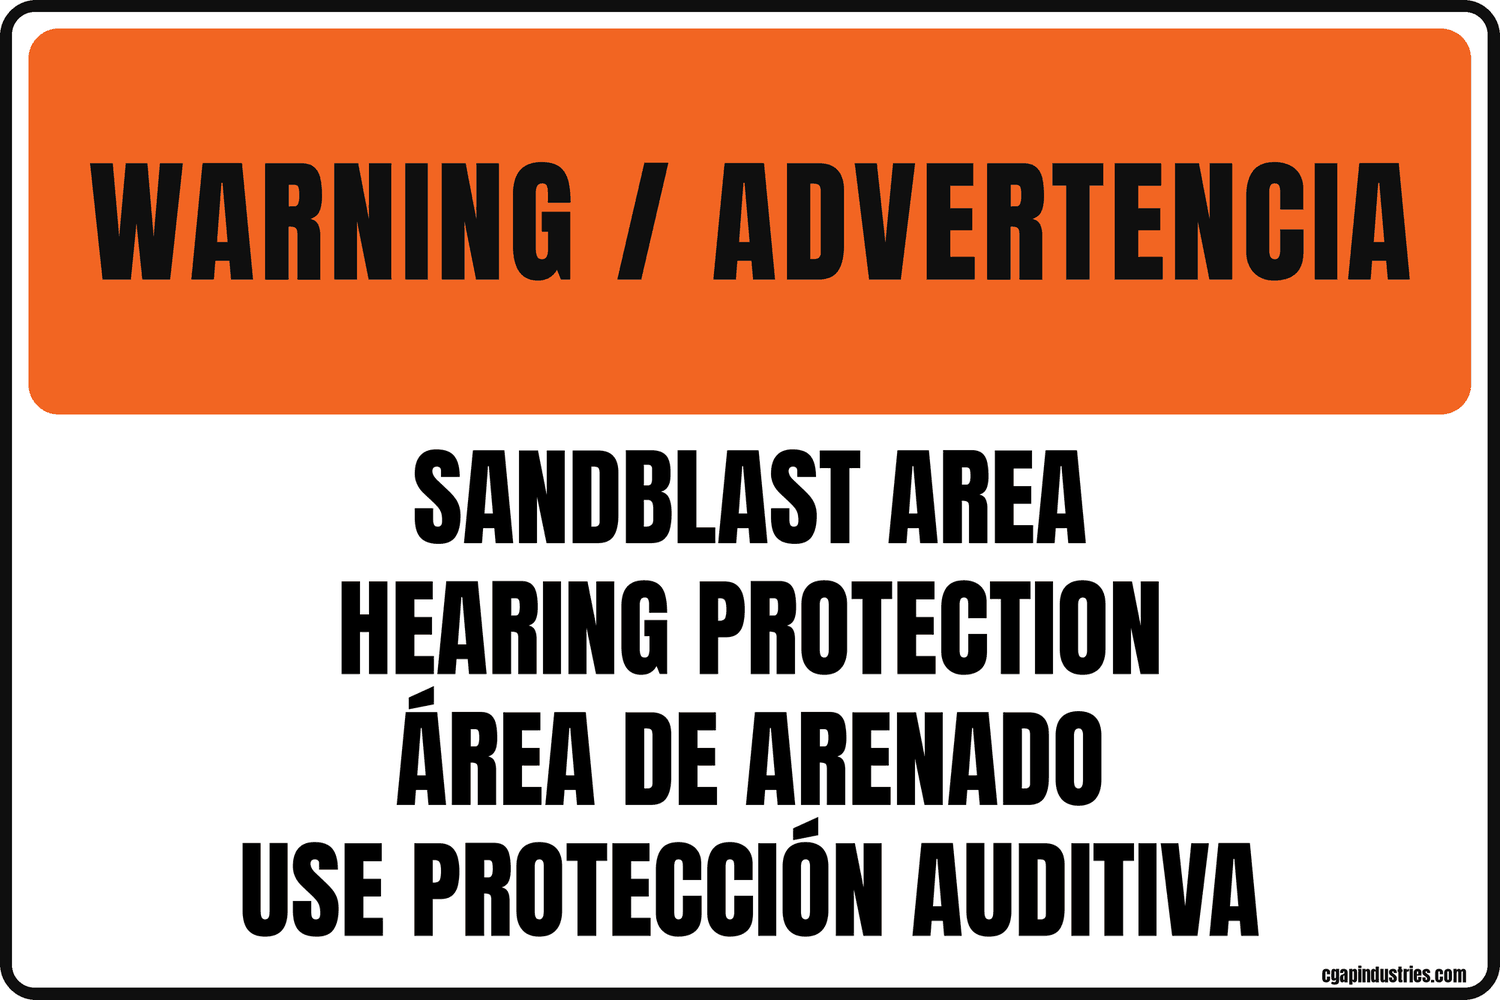 WARNING / ADVERTENCIA
SANDBLAST AREA
HEARING PROTECTION
ÁREA DE ARENADO
USE PROTECCIÓN AUDITIVA
cgapindustries.com